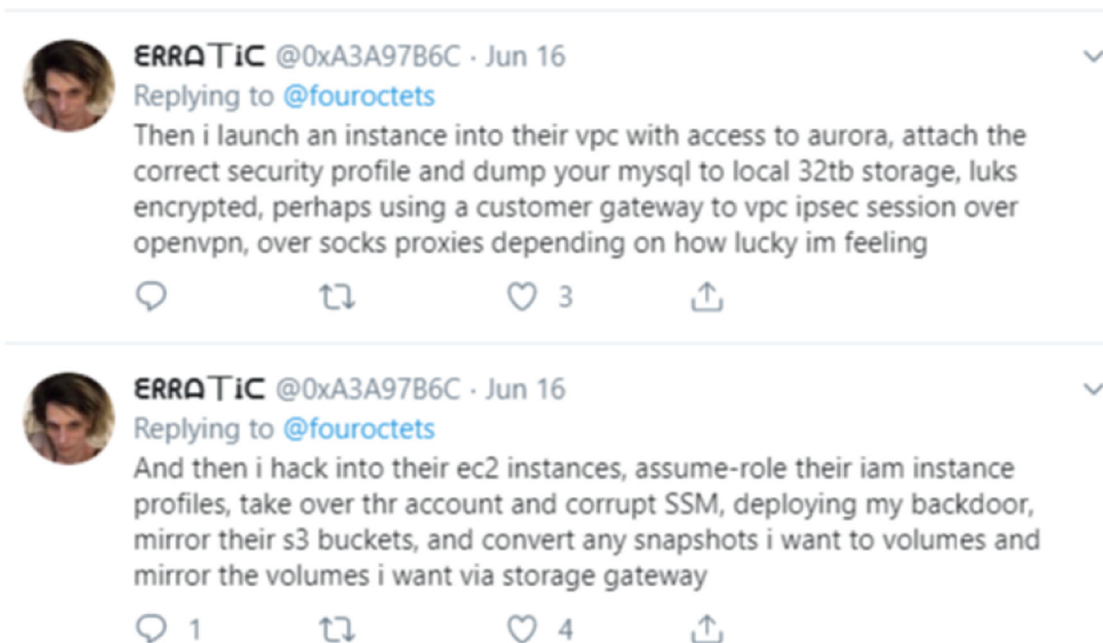 ERRATiC @0xA3A97B6C · Jun 16
Replying to @fouroctets
Then i launch an instance into their vpc with access to aurora, attach the
correct security profile and dump your mysql to local 32tb storage, luks
encrypted, perhaps using a customer gateway to vpc ipsec session over
openvpn, over socks proxies depending on how lucky im feeling
3
ERRATiC @0xA3A97B6C · Jun 16
Replying to @fouroctets
And then i hack into their ec2 instances, assume-role their iam instance
profiles, take over thr account and corrupt SSM, deploying my backdoor,
mirror their s3 buckets, and convert any snapshots i want to volumes and
mirror the volumes i want via storage gateway
1 4